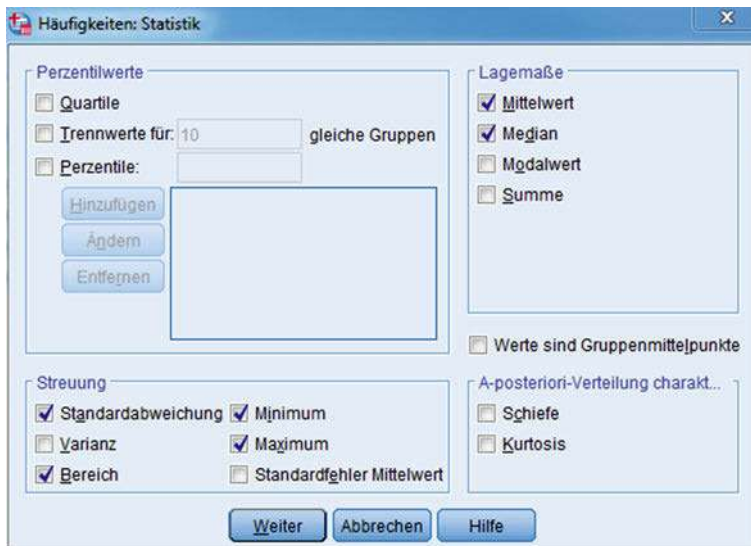 Häufigkeiten: Statistik
Perzentilwerte
Quartile
Trennwerte für: 10 gleiche Gruppen
Perzentile:
Hinzufügen
Ändern
Entfernen
Lagemaße
Mittelwert
Median
Modalwert
Summe
Werte sind Gruppenmittelpunkte
Streuung
Standardabweichung Minimum
Varianz Maximum
Bereich Standardfehler Mittelwert
A-posteriori-Verteilung charakt...
Schiefe
Kurtosis
Weiter Abbrechen Hilfe